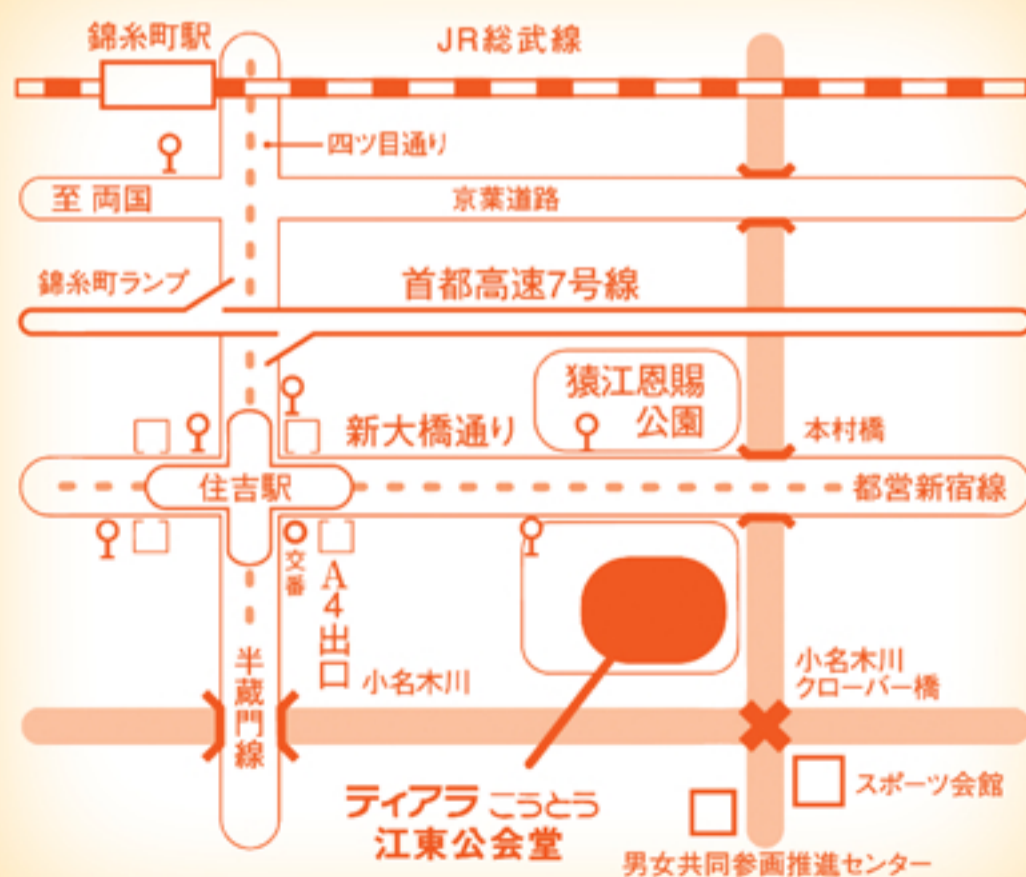 錦糸町駅
JR総武線
四ツ目通り
至 両国
京葉道路
錦糸町ランプ
首都高速7号線
猿江恩賜
公園
新大橋通り
本村橋
住吉駅
都営新宿線
交番
A4出口
半蔵門線
小名木川
小名木川
クローバー橋
ティアラこうとう
江東公会堂
スポーツ会館
男女共同参画推進センター